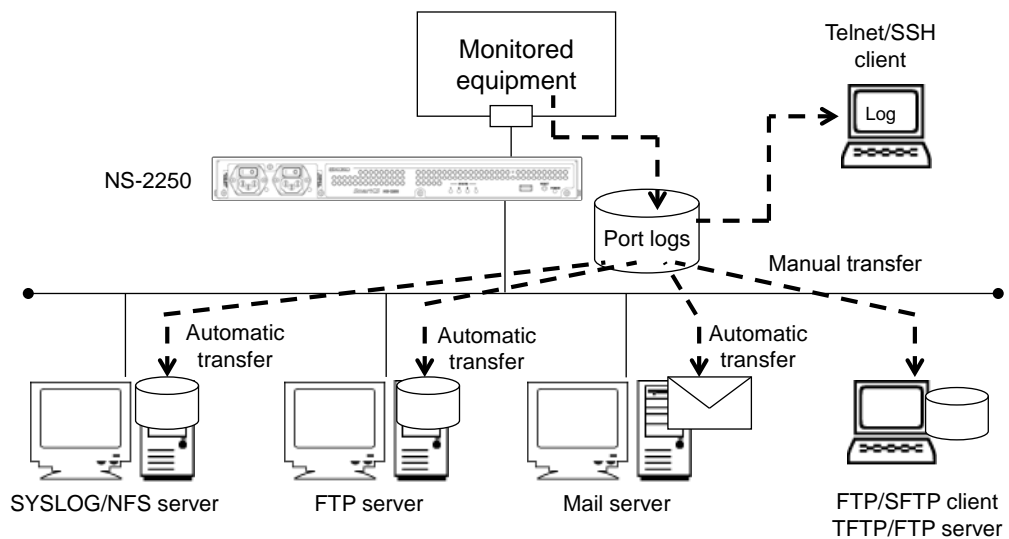 Monitored
equipment
Telnet/SSH
client
Log
NS-2250
Port logs
Manual transfer
Automatic
transfer
Automatic
transfer
Automatic
transfer
SYSLOG/NFS server
FTP server
Mail server
FTP/SFTP client
TFTP/FTP server